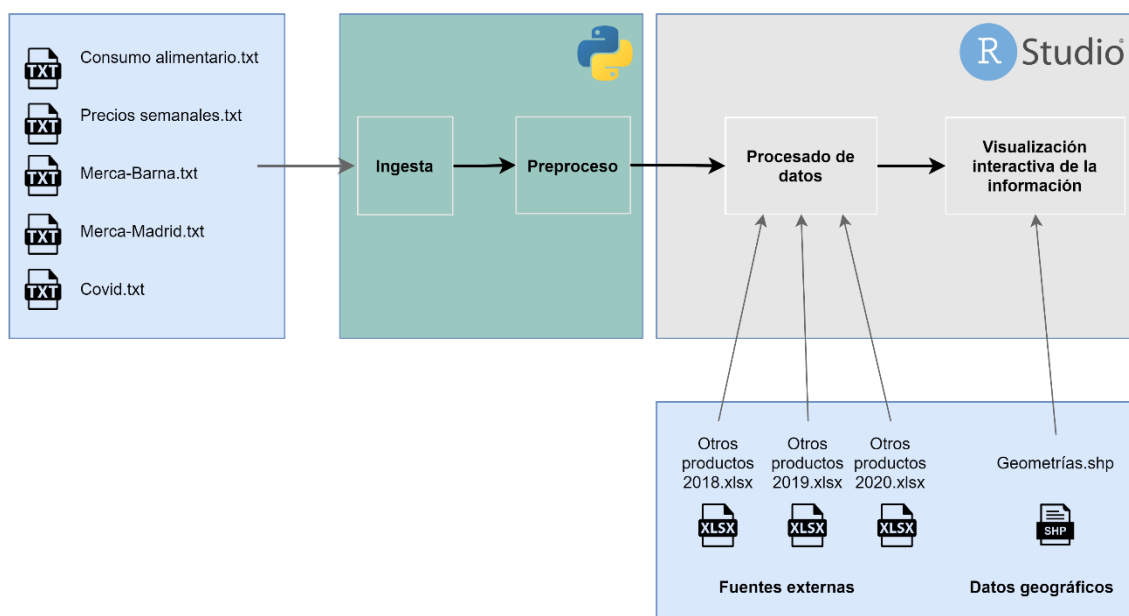 TXT
Consumo alimentario.txt
TXT
Precios semanales.txt
TXT
Merca-Barna.txt
TXT
Merca-Madrid.txt
TXT
Covid.txt
Ingesta
Preproceso
R Studio®
Procesado de
datos
Visualización
interactiva de la
información
Otros
productos
2018.xlsx
XLSX
Otros
productos
2019.xlsx
XLSX
Otros
productos
2020.xlsx
XLSX
Geometrías.shp
SHP
Fuentes externas
Datos geográficos